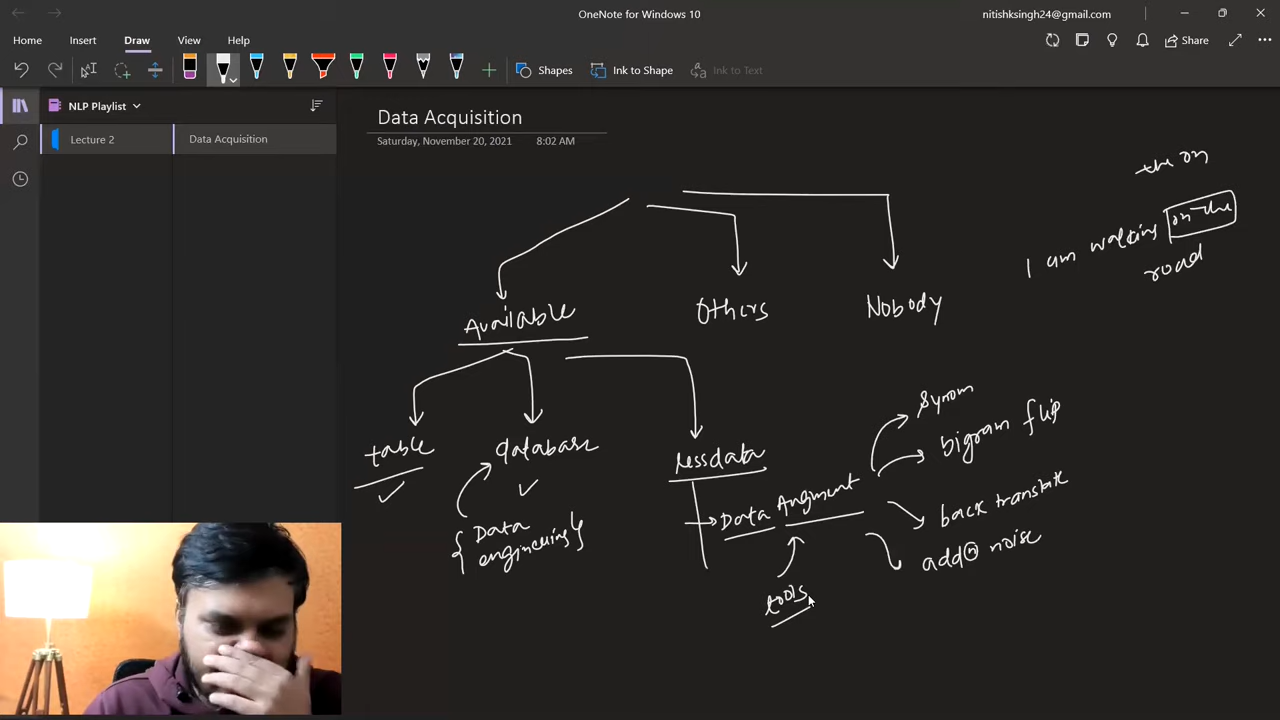 OneNote for Windows 10
nitishksingh24@gmail.com
Home
Insert
Draw
View
Help
Share
Shapes
Ink to Shape
Ink to Text
NLP Playlist
Lecture 2
Data Acquisition
Data Acquisition
Saturday, November 20, 2021
8:02 AM
the on
I am walking on the
road
Available
Others
Nobody
table
database
less data
Data
engineering
Data Augment
Synom
bigram flip
back translate
add n noise
tools